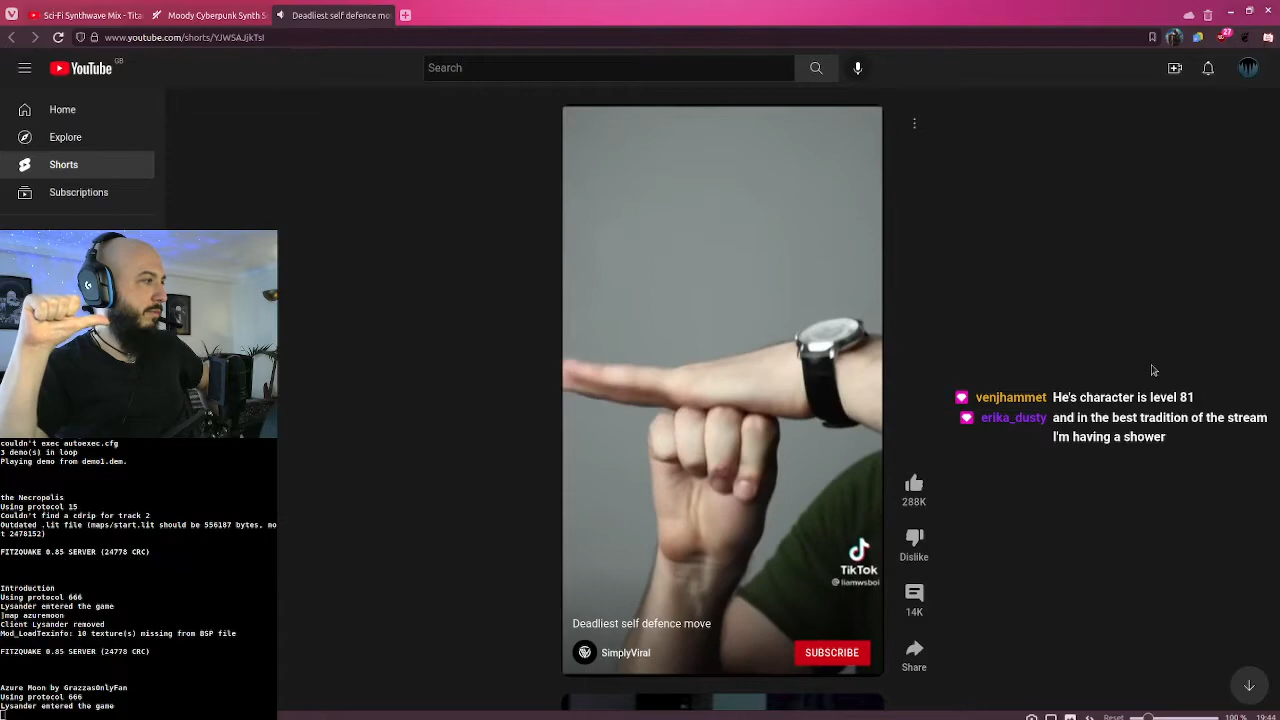 Sci-Fi Synthwave Mix - Tita
Moody Cyberpunk Synth S
Deadliest self defence mo
www.youtube.com/shorts/YJWSAJjkTsI
27
YouTube GB
Search
Home
Explore
Shorts
Subscriptions
venjhammet He's character is level 81
erika_dusty and in the best tradition of the stream
I'm having a shower
288K
Dislike
14K
Share
TikTok
@liamwsboi
Deadliest self defence move
SimplyViral
SUBSCRIBE
couldn't exec autoexec.cfg
3 demo(s) in loop
Playing demo from demo1.dem.
the Necropolis
Using protocol 15
Couldn't find a cdrip for track 2
Outdated .lit file (maps/start.lit should be 556187 bytes, no
t 2478152)
FITZQUAKE 0.85 SERVER (24778 CRC)
Introduction
Using protocol 666
Lysander entered the game
]map azuremoon
Client Lysander removed
Mod_LoadTexinfo: 10 texture(s) missing from BSP file
FITZQUAKE 0.85 SERVER (24778 CRC)
Azure Moon by GrazzasOnlyFan
Using protocol 666
Lysander entered the game
Reset
100 %
19:44